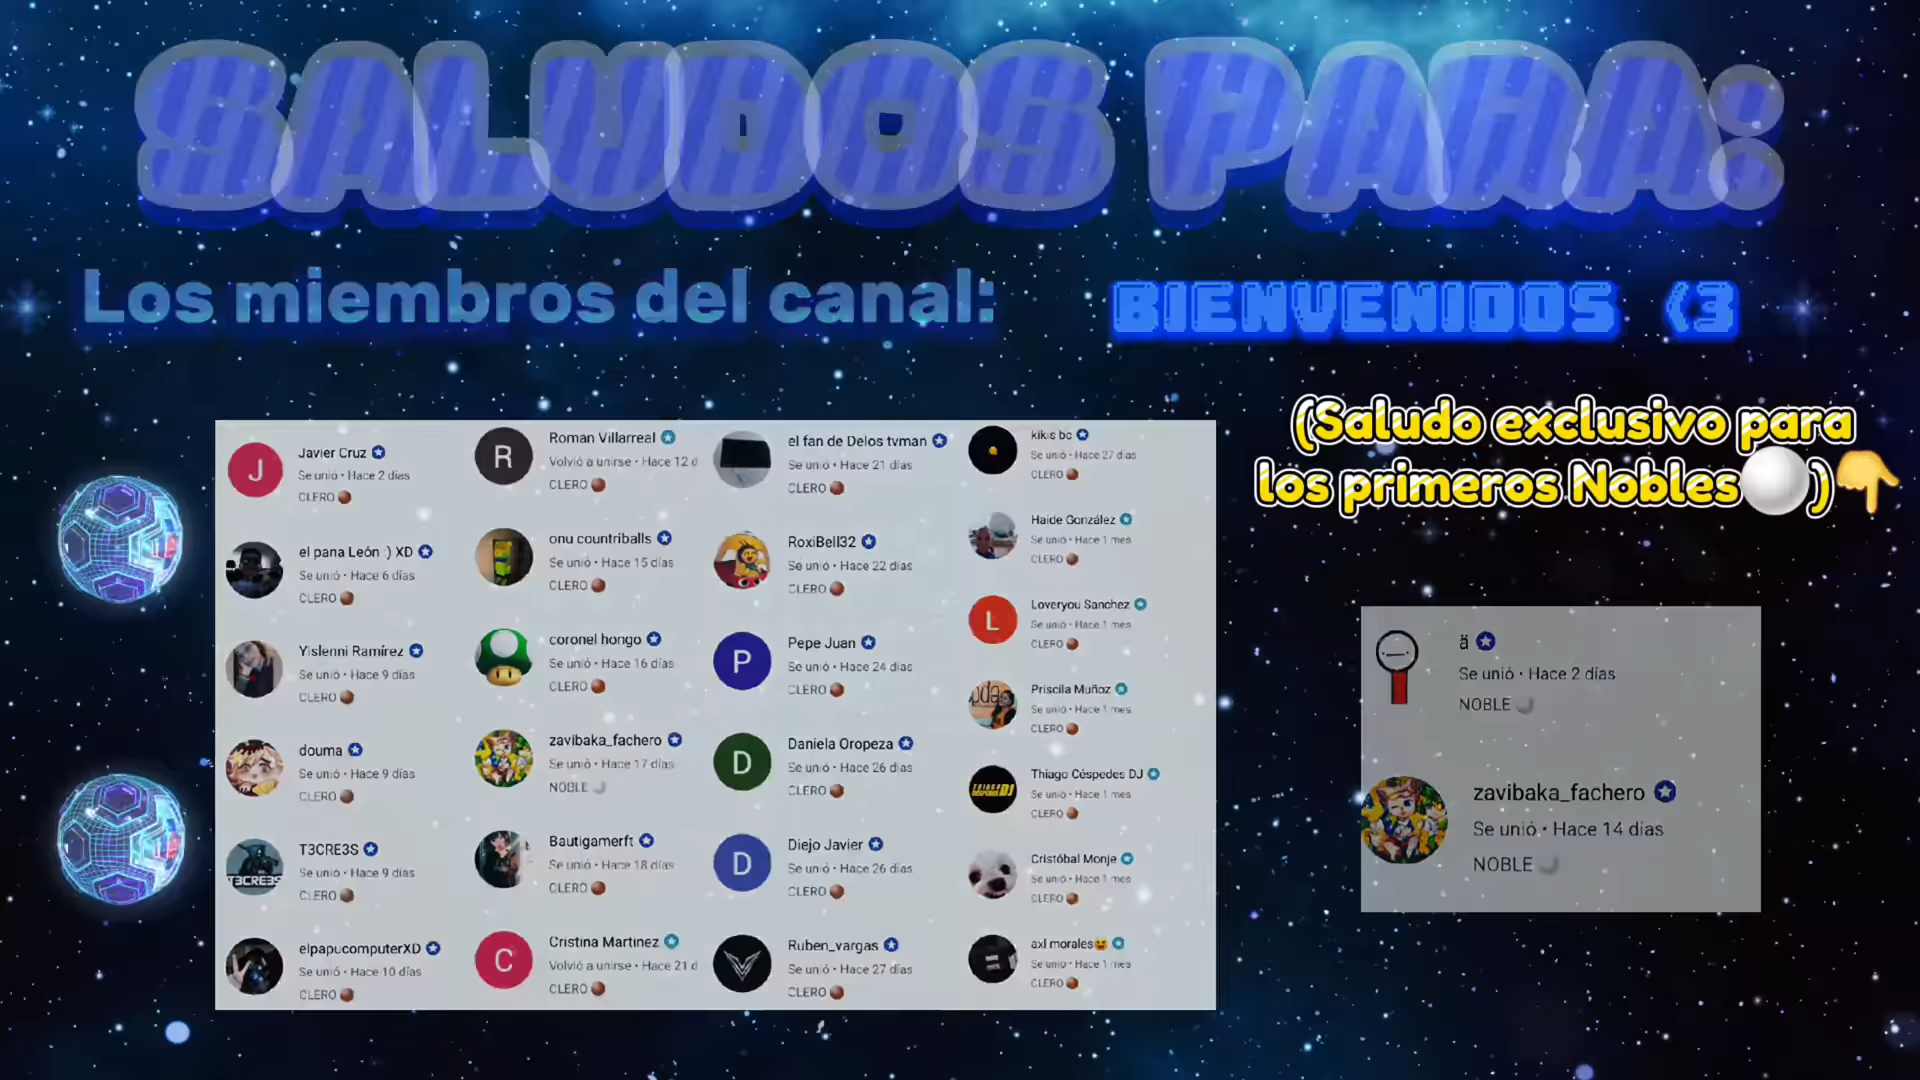 SALUDOS PARA:
Los miembros del canal:
BIENVENIDOS <3
(Saludo exclusivo para
los primeros Nobles⚪)👇
J
Javier Cruz
Se unió • Hace 2 días
CLERO
el pana León :) XD
Se unió • Hace 6 días
CLERO
Yislenni Ramírez
Se unió • Hace 9 días
CLERO
douma
Se unió • Hace 9 días
CLERO
T3CRE3S
T3CRE3S
Se unió • Hace 9 días
CLERO
elpapucomputerXD
Se unió • Hace 10 días
CLERO
R
Roman Villarreal
Volvió a unirse • Hace 12 d
CLERO
onu countriballs
Se unió • Hace 15 días
CLERO
coronel hongo
Se unió • Hace 16 días
CLERO
zavibaka_fachero
Se unió • Hace 17 días
NOBLE
Bautigamerft
Se unió • Hace 18 días
CLERO
C
Cristina Martinez
Volvió a unirse • Hace 21 d
CLERO
el fan de Delos tvman
Se unió • Hace 21 días
CLERO
RoxiBell32
Se unió • Hace 22 días
CLERO
P
Pepe Juan
Se unió • Hace 24 días
CLERO
D
Daniela Oropeza
Se unió • Hace 26 días
CLERO
D
Diejo Javier
Se unió • Hace 26 días
CLERO
Ruben_vargas
Se unió • Hace 27 días
CLERO
kikis bc
Se unió • Hace 27 días
CLERO
Haide González
Se unió • Hace 1 mes
CLERO
L
Loveryou Sanchez
Se unió • Hace 1 mes
CLERO
Priscila Muñoz
Se unió • Hace 1 mes
CLERO
THIAGO
CESPEDES DJ
Thiago Céspedes DJ
Se unió • Hace 1 mes
CLERO
Cristóbal Monje
Se unió • Hace 1 mes
CLERO
axl morales😆
Se unió • Hace 1 mes
CLERO
ä
Se unió • Hace 2 días
NOBLE
zavibaka_fachero
Se unió • Hace 14 días
NOBLE